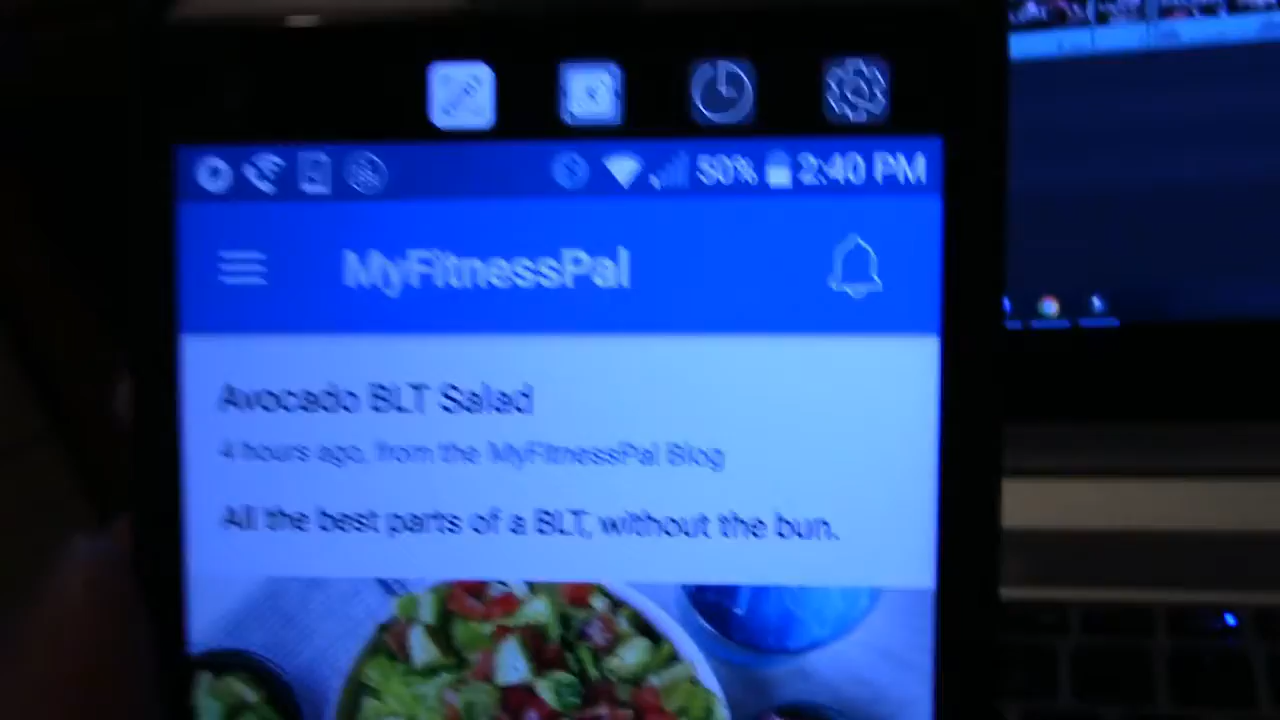 50% 2:40 PM
MyFitnessPal
Avocado BLT Salad
4 hours ago, from the MyFitnessPal Blog
All the best parts of a BLT, without the bun.